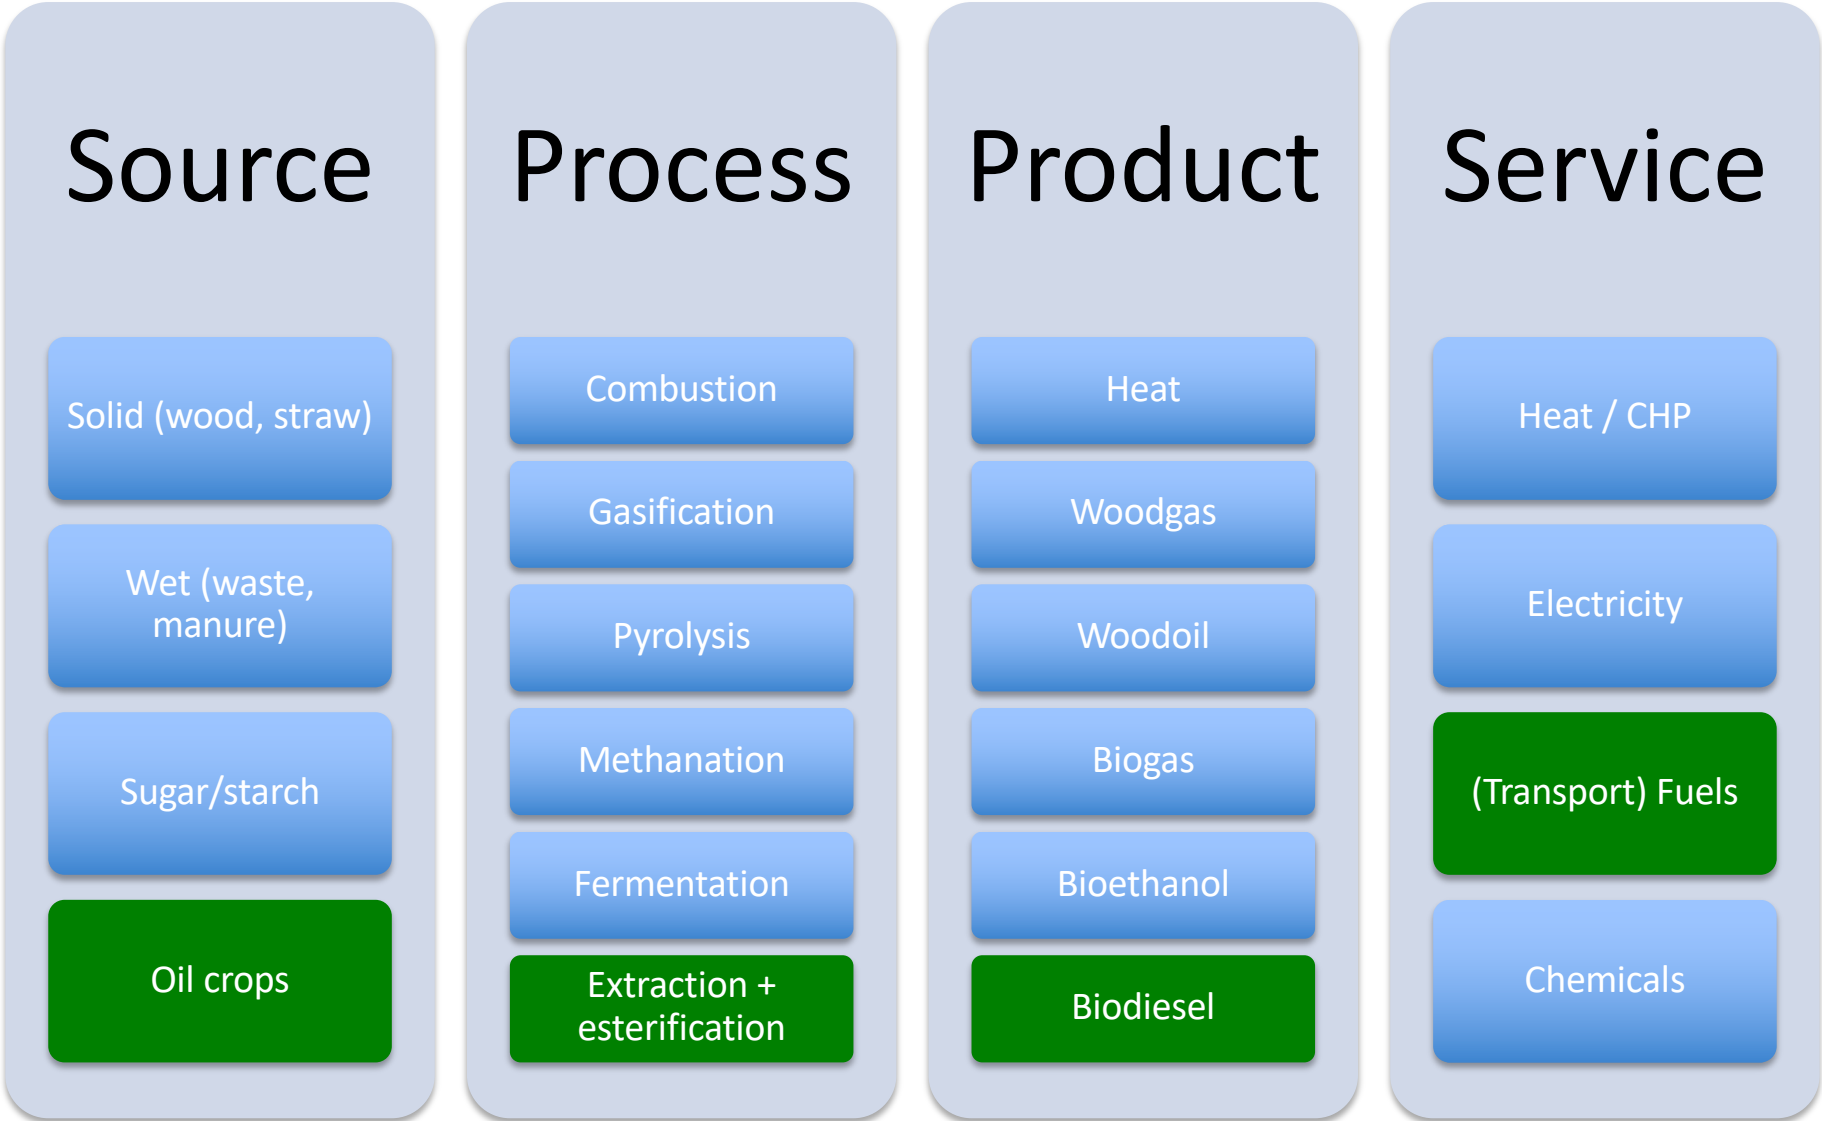 Source
Solid (wood, straw)
Wet (waste,
manure)
Sugar/starch
Oil crops
Process
Combustion
Gasification
Pyrolysis
Methanation
Fermentation
Extraction +
esterification
Product
Heat
Woodgas
Woodoil
Biogas
Bioethanol
Biodiesel
Service
Heat / CHP
Electricity
(Transport) Fuels
Chemicals